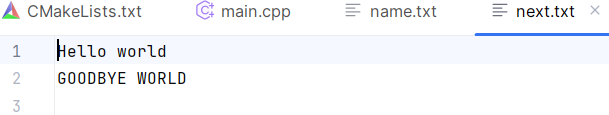 CMakeLists.txt main.cpp name.txt next.txt
1 Hello world
2 GOODBYE WORLD
3